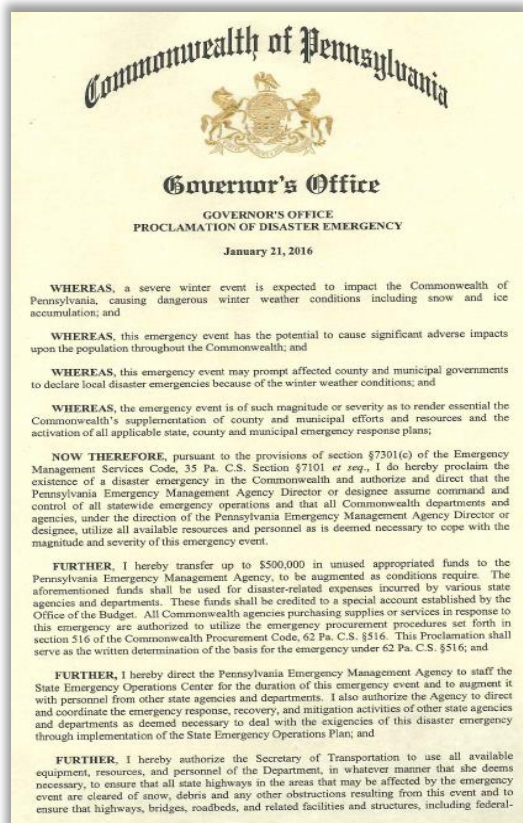 Commonwealth of Pennsylvania
Governor's Office
GOVERNOR'S OFFICE
PROCLAMATION OF DISASTER EMERGENCY
January 21, 2016
WHEREAS, a severe winter event is expected to impact the Commonwealth of
Pennsylvania, causing dangerous winter weather conditions including snow and ice
accumulation; and
WHEREAS, this emergency event has the potential to cause significant adverse impacts
upon the population throughout the Commonwealth; and
WHEREAS, this emergency event may prompt affected county and municipal governments
to declare local disaster emergencies because of the winter weather conditions; and
WHEREAS, the emergency event is of such magnitude or severity as to render essential the
Commonwealth's supplementation of county and municipal efforts and resources and the
activation of all applicable state, county and municipal emergency response plans;
NOW THEREFORE, pursuant to the provisions of section §7301(c) of the Emergency
Management Services Code, 35 Pa. C.S. Section §7101 et seq., I do hereby proclaim the
existence of a disaster emergency in the Commonwealth and authorize and direct that the
Pennsylvania Emergency Management Agency Director or designee assume command and
control of all statewide emergency operations and that all Commonwealth departments and
agencies, under the direction of the Pennsylvania Emergency Management Agency Director or
designee, utilize all available resources and personnel as is deemed necessary to cope with the
magnitude and severity of this emergency event.
FURTHER, I hereby transfer up to $500,000 in unused appropriated funds to the
Pennsylvania Emergency Management Agency, to be augmented as conditions require. The
aforementioned funds shall be used for disaster-related expenses incurred by various state
agencies and departments. These funds shall be credited to a special account established by the
Office of the Budget. All Commonwealth agencies purchasing supplies or services in response to
this emergency are authorized to utilize the emergency procurement procedures set forth in
section 516 of the Commonwealth Procurement Code, 62 Pa. C.S. §516. This Proclamation shall
serve as the written determination of the basis for the emergency under 62 Pa. C.S. §516; and
FURTHER, I hereby direct the Pennsylvania Emergency Management Agency to staff the
State Emergency Operations Center for the duration of this emergency event and to augment it
with personnel from other state agencies and departments. I also authorize the Agency to direct
and coordinate the emergency response, recovery, and mitigation activities of other state agencies
and departments as deemed necessary to deal with the exigencies of this disaster emergency
through implementation of the State Emergency Operations Plan; and
FURTHER, I hereby authorize the Secretary of Transportation to use all available
equipment, resources, and personnel of the Department, in whatever manner that she deems
necessary, to ensure that all state highways in the areas that may be affected by the emergency
event are cleared of snow, debris and any other obstructions resulting from this event and to
ensure that highways, bridges, roadbeds, and related facilities and structures, including federal-